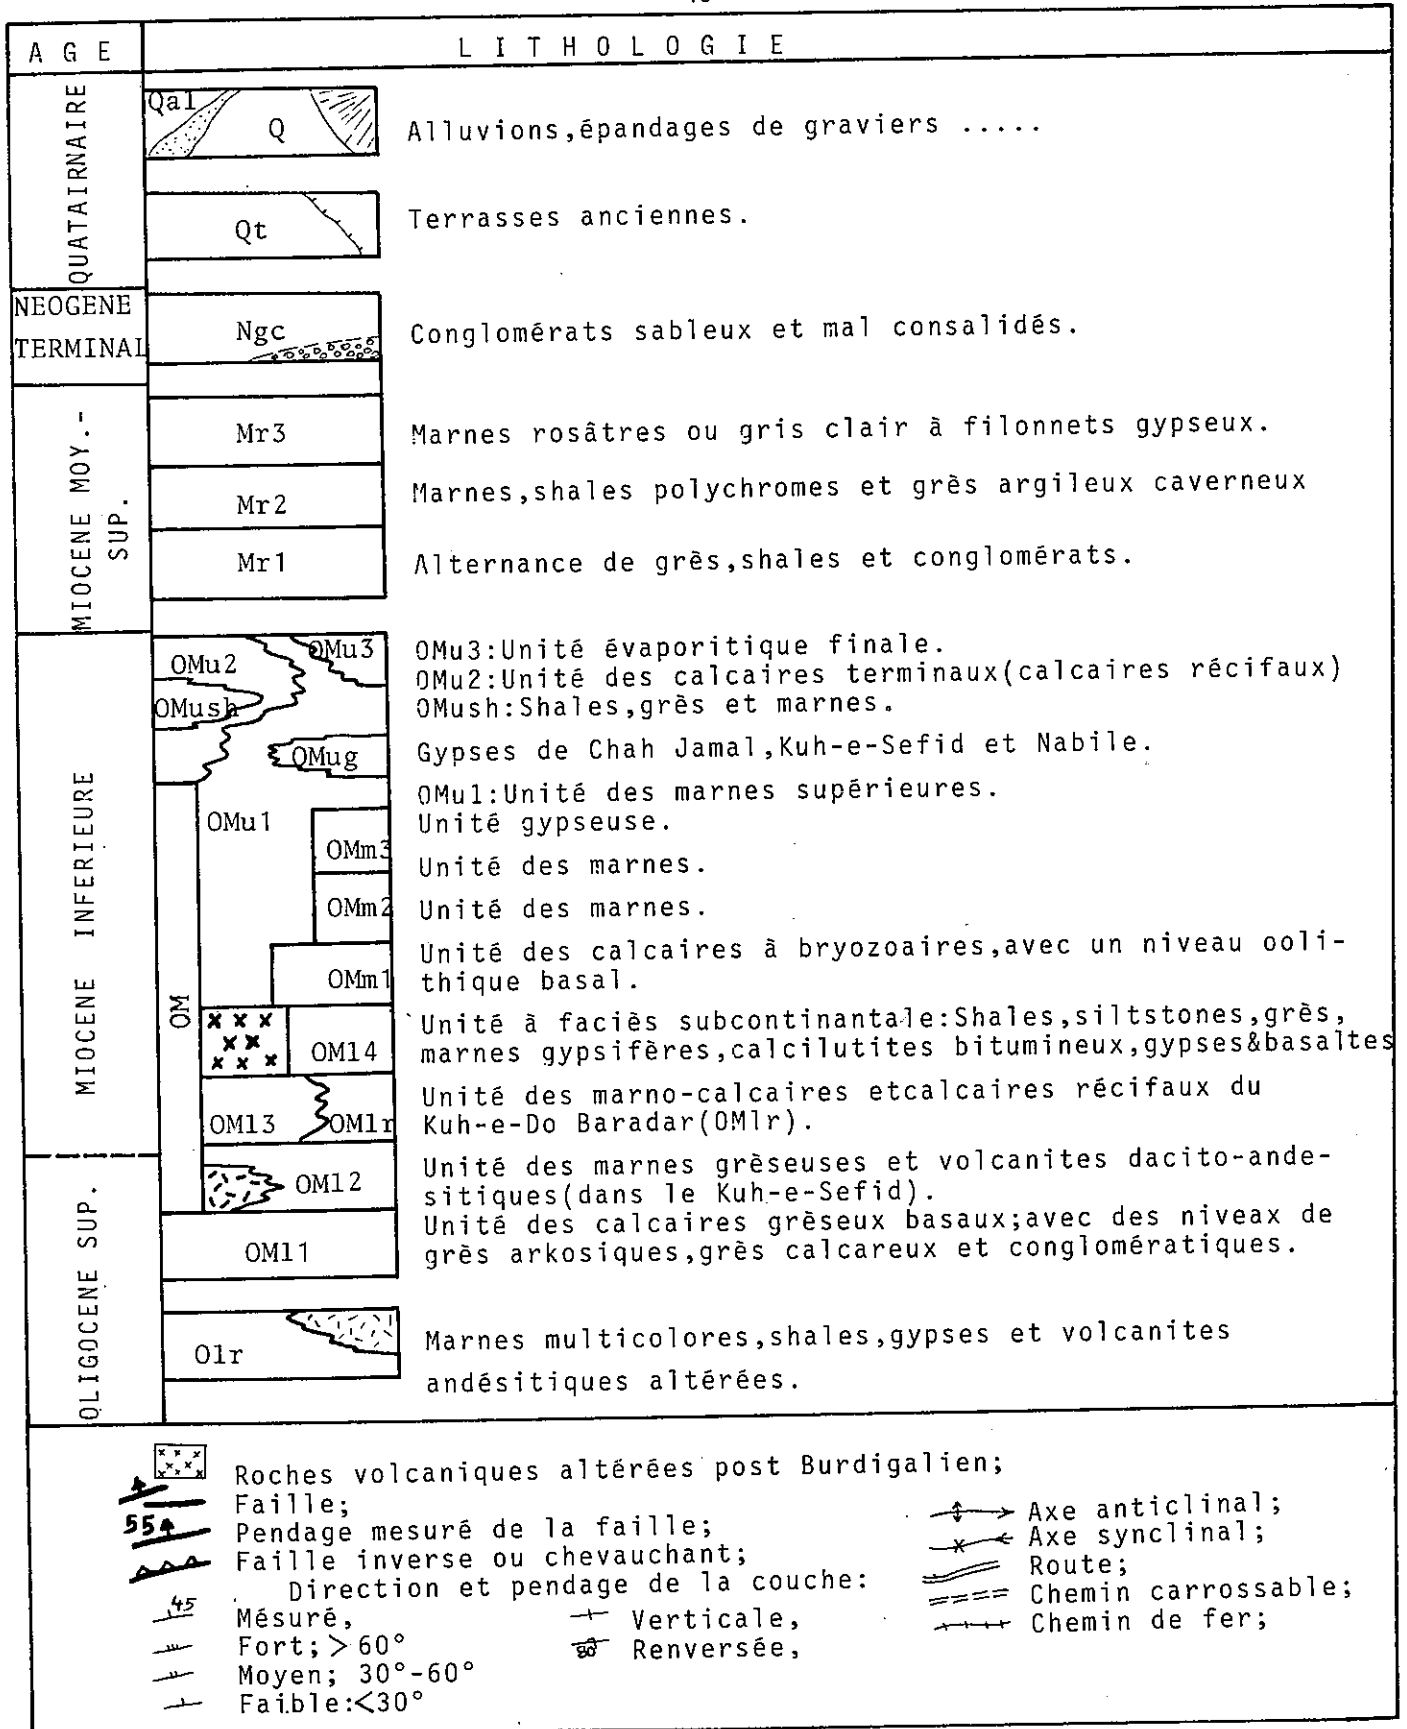 AGE
LITHOLOGIE
QUATAIRNAIRE
Qal
Q
Alluvions,épandages de graviers .....
Qt
Terrasses anciennes.
NEOGENE
TERMINAL
Ngc
Conglomérats sableux et mal consalidés.
MIOCENE MOY.-
SUP.
Mr3
Marnes rosâtres ou gris clair à filonnets gypseux.
Mr2
Marnes,shales polychromes et grès argileux caverneux
Mr1
Alternance de grès,shales et conglomérats.
MIOCENE INFERIEURE
OMu2
OMu3
OMush
OMug
OMu3:Unité évaporitique finale.
OMu2:Unité des calcaires terminaux(calcaires récifaux)
OMush:Shales,grès et marnes.
Gypses de Chah Jamal,Kuh-e-Sefid et Nabile.
OMu1:Unité des marnes supérieures.
OM
OMu1
Unité gypseuse.
OMm3
Unité des marnes.
OMm2
Unité des marnes.
OMm1
Unité des calcaires à bryozoaires,avec un niveau ooli-
thique basal.
OMl4
Unité à faciès subcontinantale:Shales,siltstones,grès,
marnes gypsifères,calcilutites bitumineux,gypses&basaltes
OMl3
OMlr
Unité des marno-calcaires etcalcaires récifaux du
Kuh-e-Do Baradar(OMlr).
OLIGOCENE SUP.
OMl2
Unité des marnes grèseuses et volcanites dacito-ande-
sitiques(dans le Kuh-e-Sefid).
OMl1
Unité des calcaires grèseux basaux;avec des niveax de
grès arkosiques,grès calcareux et conglomératiques.
Olr
Marnes multicolores,shales,gypses et volcanites
andésitiques altérées.
Roches volcaniques altérées post Burdigalien;
Faille;
55
Pendage mesuré de la faille;
Faille inverse ou chevauchant;
Direction et pendage de la couche:
45
Mésuré,
Fort;>60°
Moyen; 30°-60°
Faible:<30°
Verticale,
80
Renversée,
Axe anticlinal;
Axe synclinal;
Route;
Chemin carrossable;
Chemin de fer;